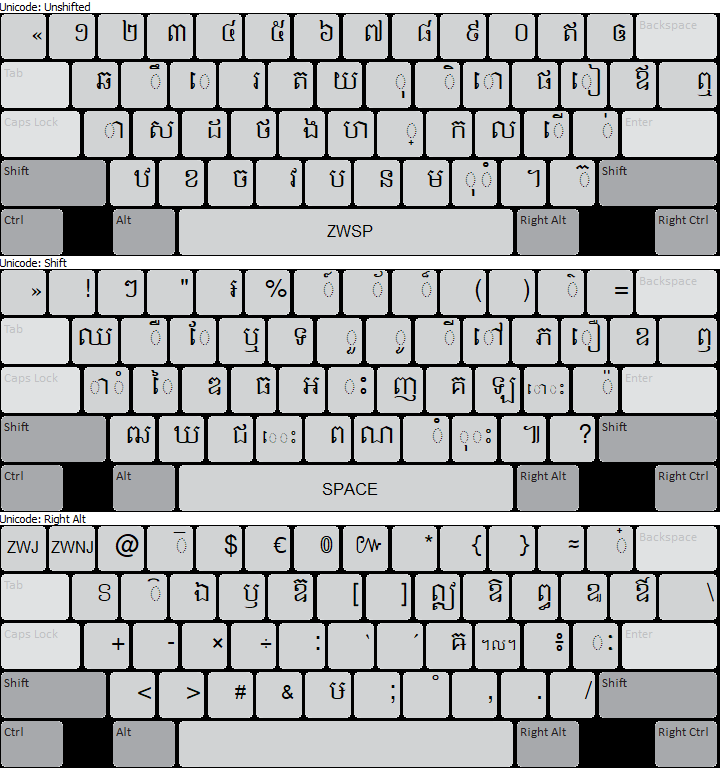 Unicode: Unshifted
« ១ ២ ៣ ៤ ៥ ៦ ៧ ៨ ៩ ០ ឥ ឲ Backspace
Tab ឆ ឹ េ រ ត យ ុ ិ ោ ផ ៀ ឪ ឮ
Caps Lock ា ស ដ ថ ង ហ ្ ក ល ើ ់ Enter
Shift ឋ ខ ច វ ប ន ម ុំ ។ ៊ Shift
Ctrl Alt ZWSP Right Alt Right Ctrl
Unicode: Shift
» ! ៗ " ៛ % ៍ ័ ៏ ( ) ៌ = Backspace
Tab ឈ ឺ ែ ឬ ទ ួ ូ ី ៅ ភ ឿ ឧ ឭ
Caps Lock ាំ ៃ ឌ ធ អ ះ ញ គ ឡ ោះ ៉ Enter
Shift ឍ ឃ ជ េះ ព ណ ំ ុះ ៕ ? Shift
Ctrl Alt SPACE Right Alt Right Ctrl
Unicode: Right Alt
ZWJ ZWNJ @ ៑ $ € ៙ ៚ * { } ≈ ៎ Backspace
Tab ៜ ៝ ឯ ឫ ឱ [ ] ឦ ឳ \
Caps Lock + - × ÷ : ឝ ៘ ៖ ៈ Enter
Shift < > # & ឞ ; , . / Shift
Ctrl Alt Right Alt Right Ctrl